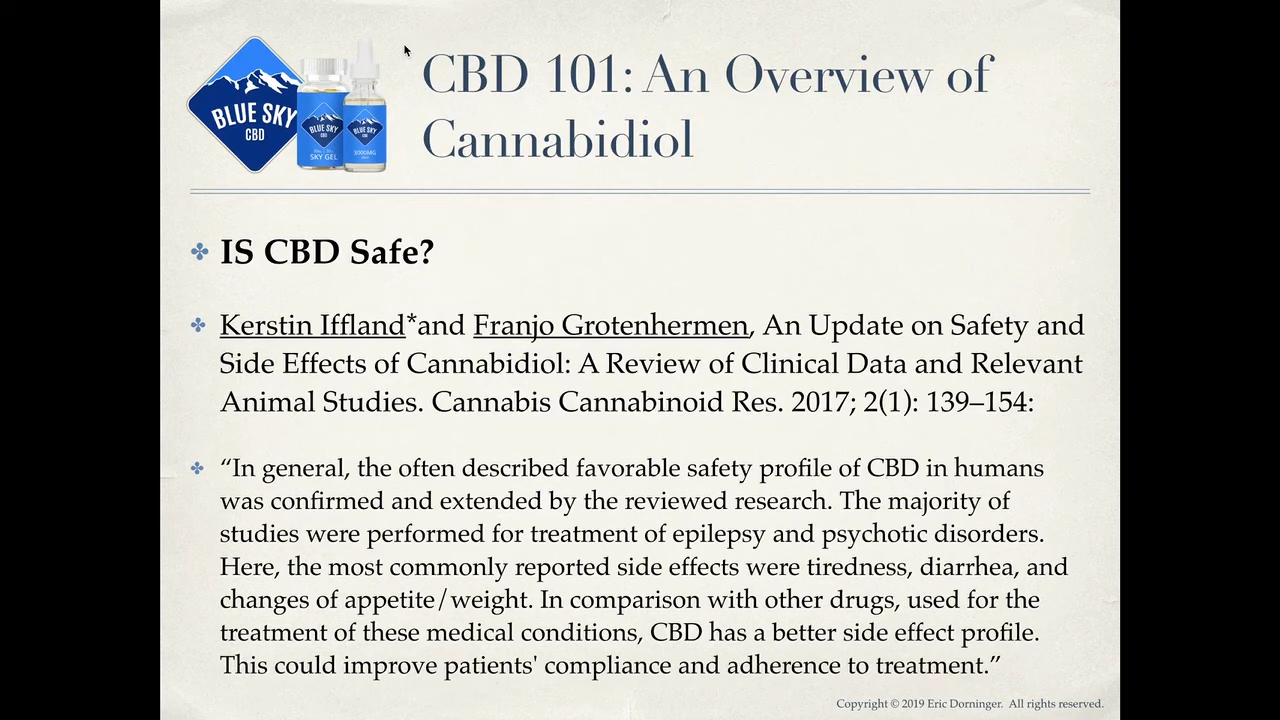 BLUE SKY
CBD
BLUE SKY
CBD
SKY GEL
BLUE SKY
CBD
3000MG
CBD 101: An Overview of
Cannabidiol
IS CBD Safe?
Kerstin Iffland*and Franjo Grotenhermen, An Update on Safety and
Side Effects of Cannabidiol: A Review of Clinical Data and Relevant
Animal Studies. Cannabis Cannabinoid Res. 2017; 2(1): 139–154:
“In general, the often described favorable safety profile of CBD in humans
was confirmed and extended by the reviewed research. The majority of
studies were performed for treatment of epilepsy and psychotic disorders.
Here, the most commonly reported side effects were tiredness, diarrhea, and
changes of appetite/weight. In comparison with other drugs, used for the
treatment of these medical conditions, CBD has a better side effect profile.
This could improve patients' compliance and adherence to treatment.”
Copyright © 2019 Eric Dorninger. All rights reserved.